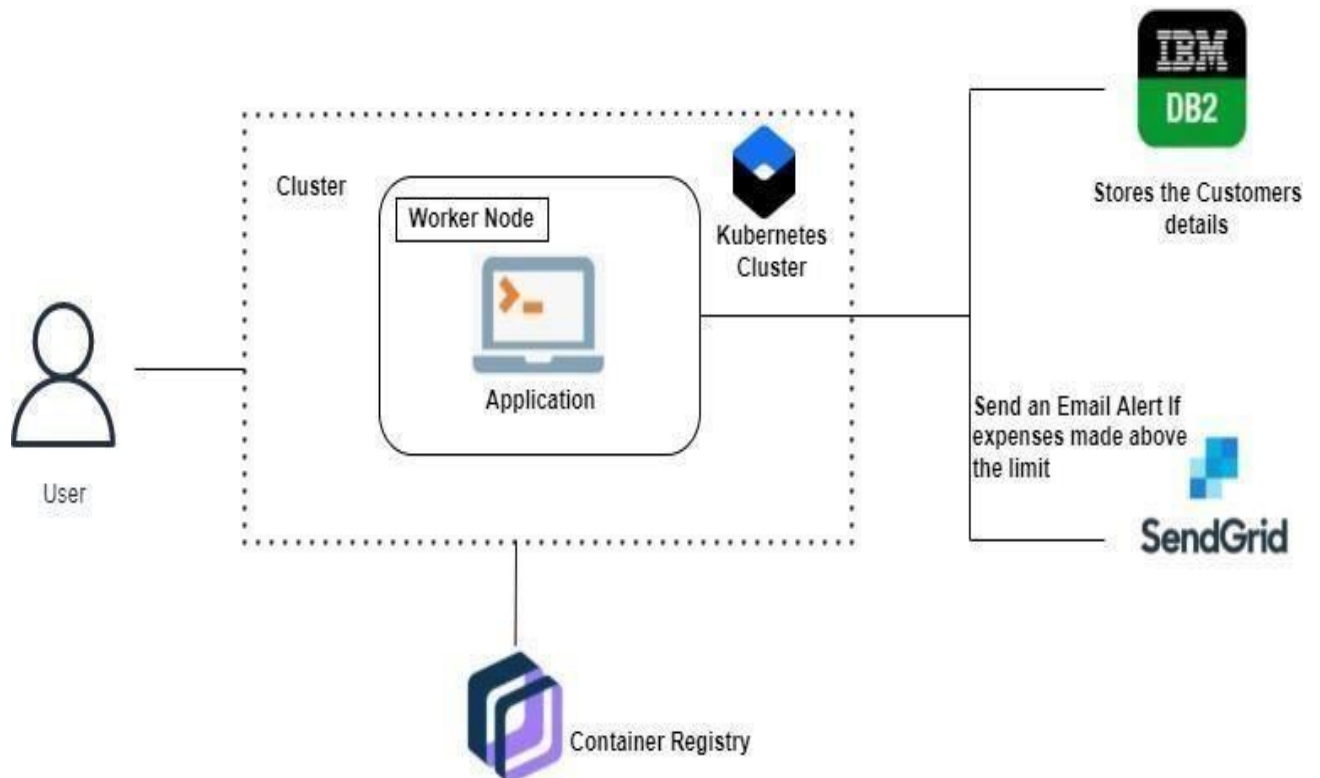 IBM
DB2
Stores the Customers
details
Cluster
Worker Node
Kubernetes
Cluster
Application
User
Send an Email Alert If
expenses made above
the limit
SendGrid
Container Registry